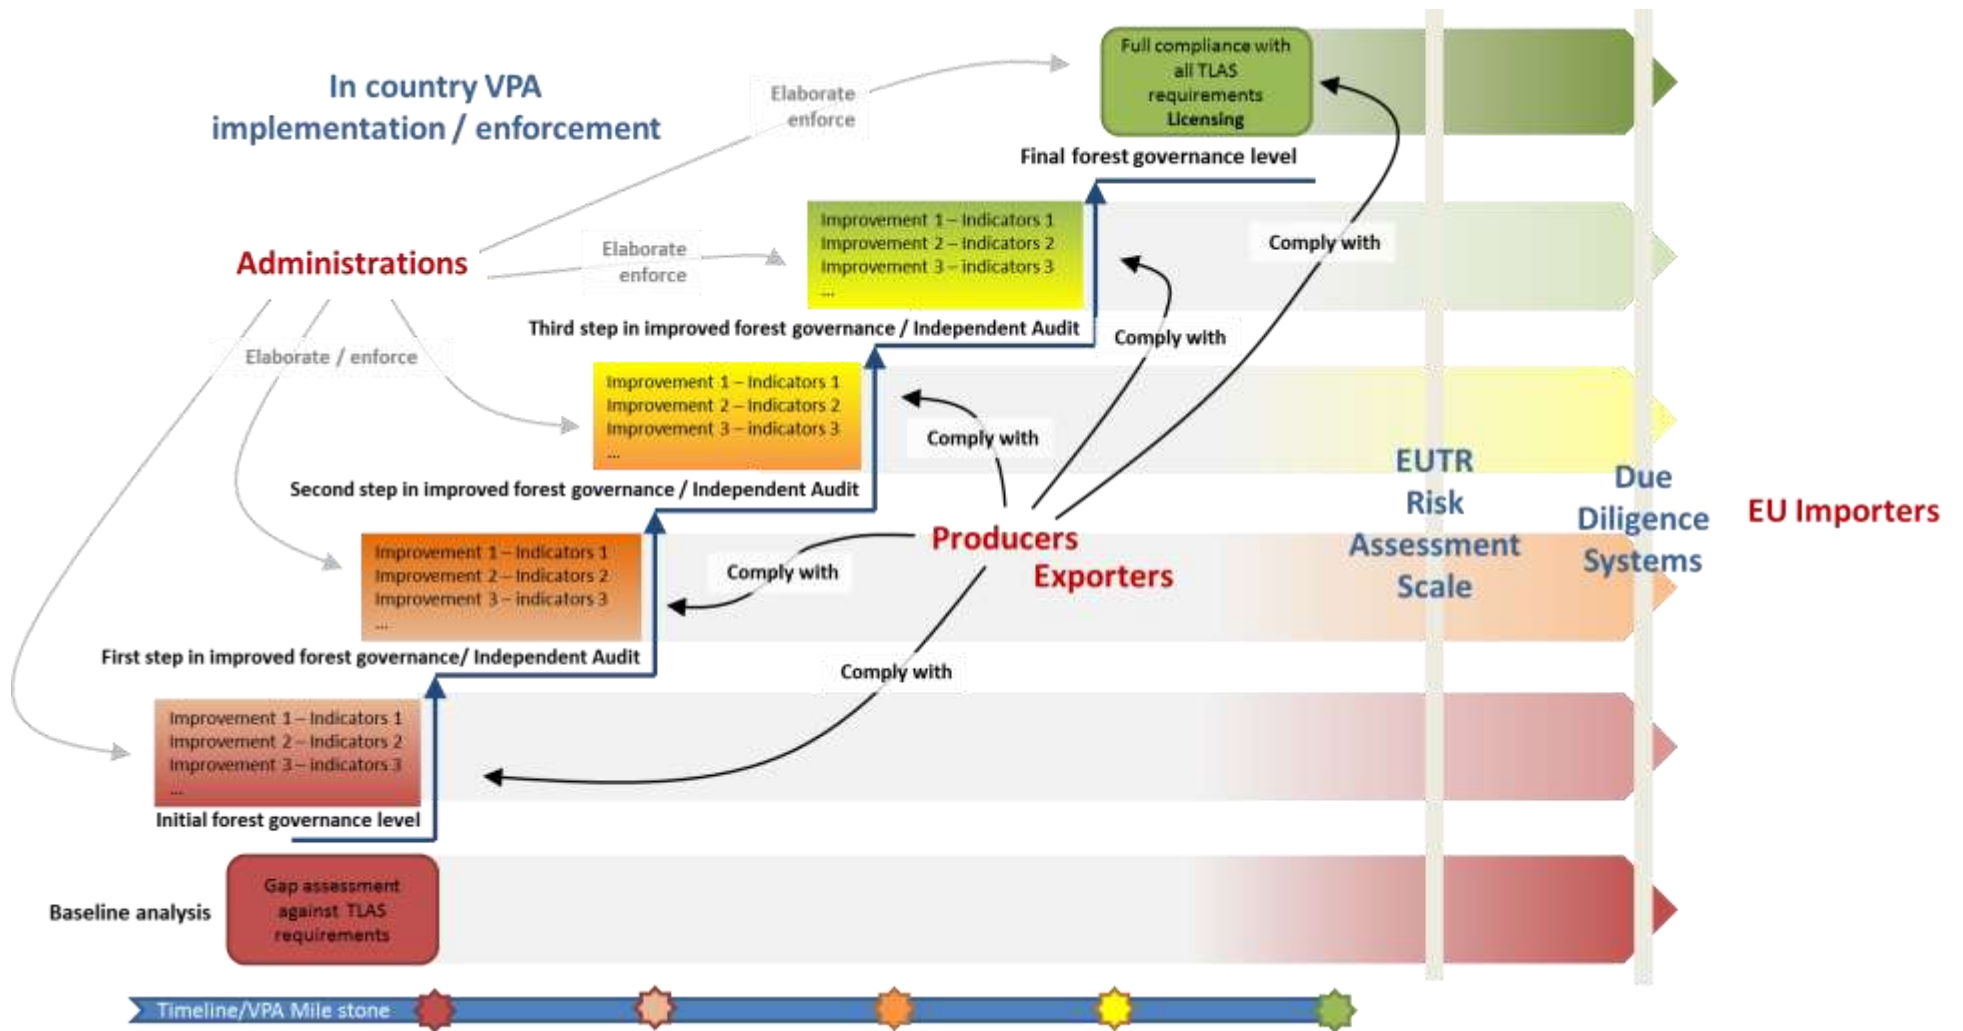 In country VPA
implementation / enforcement
Elaborate
enforce
Full compliance with
all TLAS
requirements
Licensing
Final forest governance level
Administrations
Elaborate
enforce
Improvement 1 – Indicators 1
Improvement 2 – Indicators 2
Improvement 3 – indicators 3
...
Comply with
Third step in improved forest governance / Independent Audit
Comply with
Elaborate / enforce
Improvement 1 – Indicators 1
Improvement 2 – Indicators 2
Improvement 3 – indicators 3
...
Comply with
Second step in improved forest governance / Independent Audit
EUTR
Risk
Assessment
Scale
Due
Diligence
Systems
EU Importers
Producers
Exporters
Improvement 1 – Indicators 1
Improvement 2 – Indicators 2
Improvement 3 – indicators 3
...
Comply with
First step in improved forest governance/ Independent Audit
Comply with
Improvement 1 – Indicators 1
Improvement 2 – Indicators 2
Improvement 3 – indicators 3
...
Initial forest governance level
Baseline analysis
Gap assessment
against TLAS
requirements
Timeline/VPA Mile stone